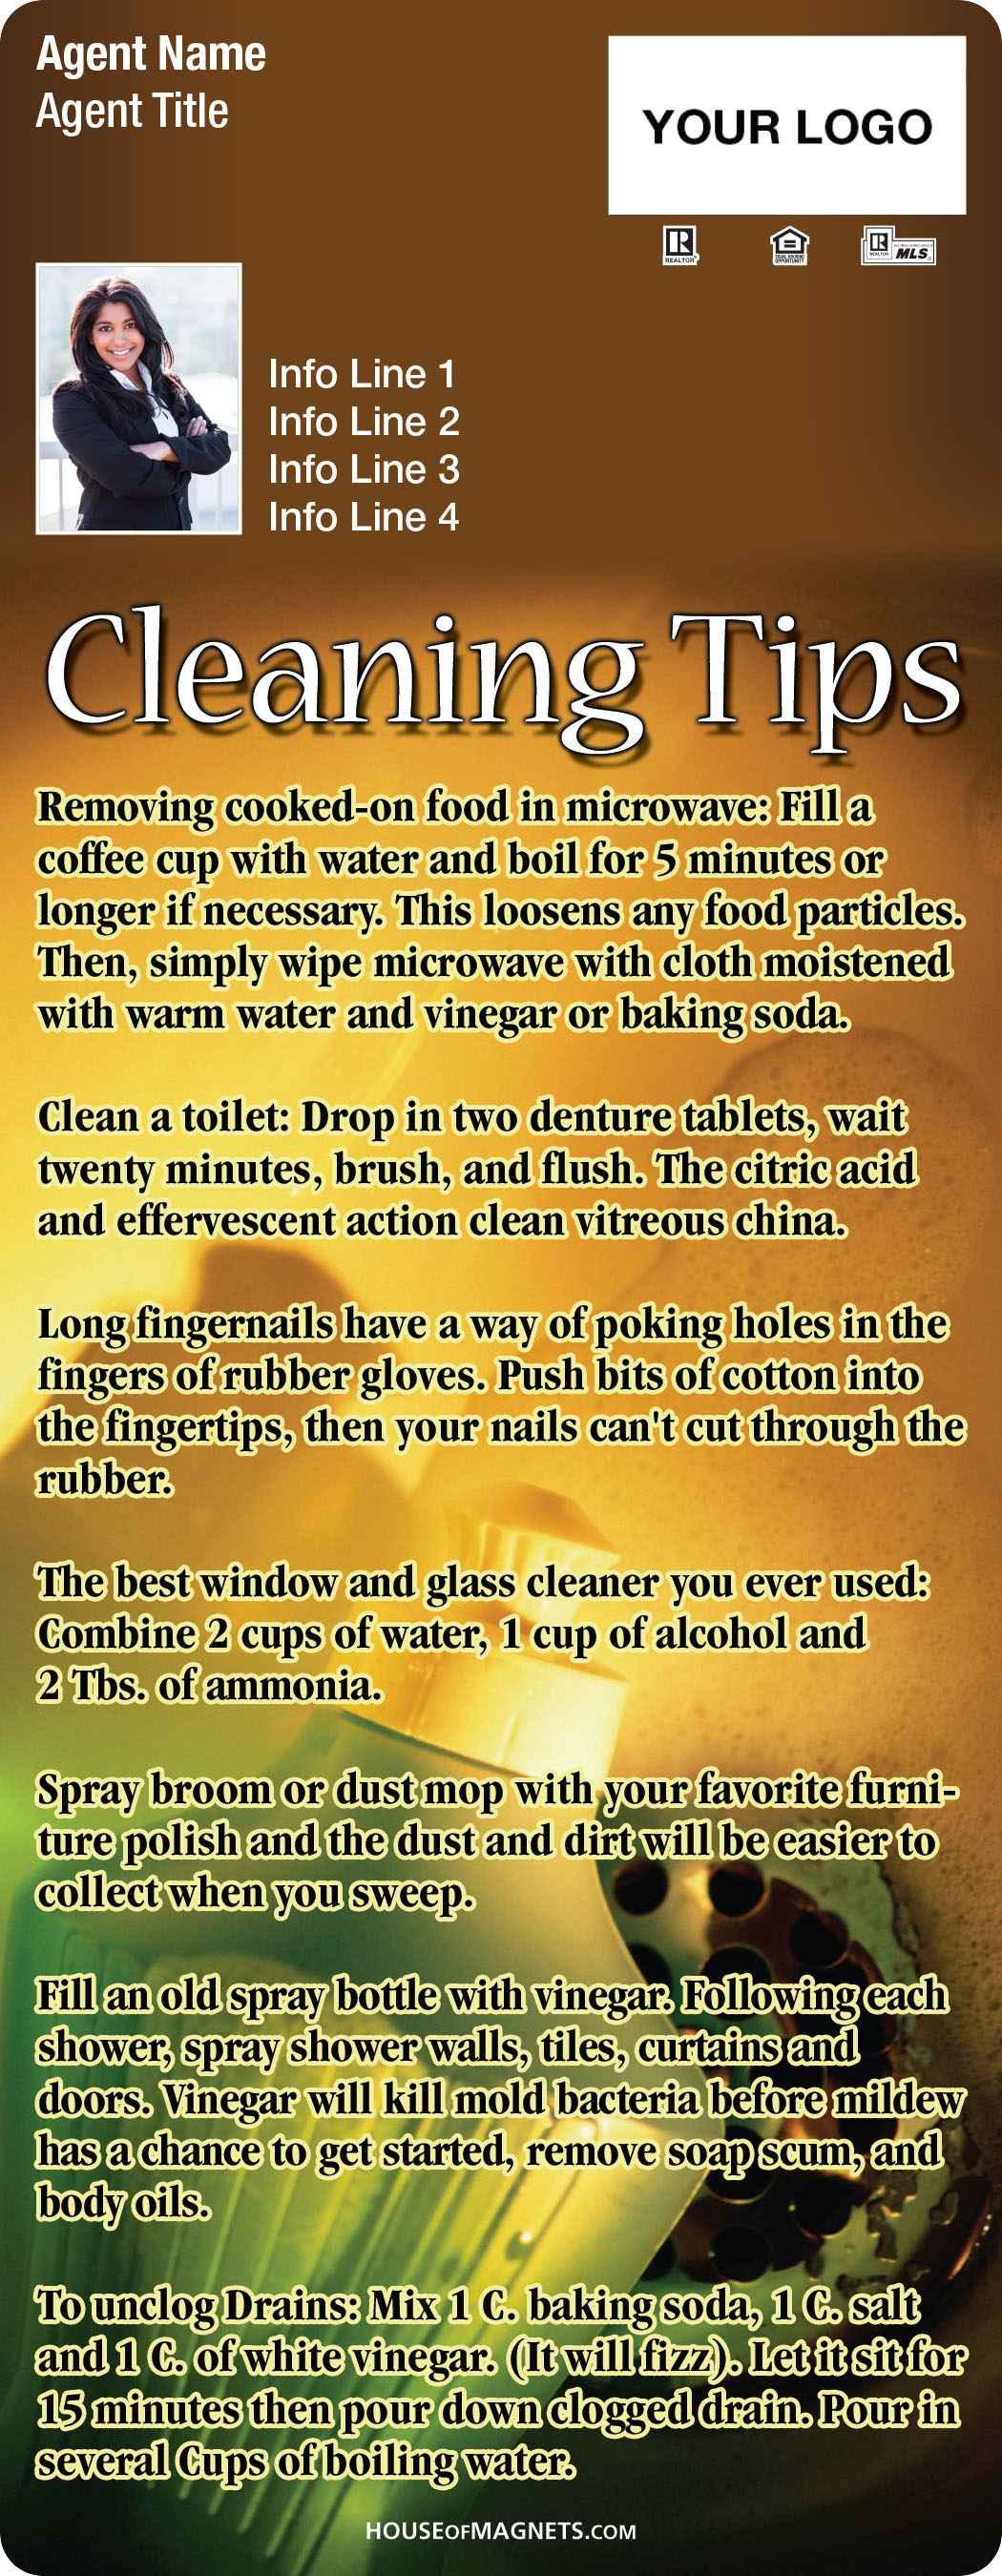 Agent Name
Agent Title
YOUR LOGO
REALTOR
EQUAL HOUSING
OPPORTUNITY
REALTOR
MLS
Info Line 1
Info Line 2
Info Line 3
Info Line 4
Cleaning Tips
Removing cooked-on food in microwave: Fill a
coffee cup with water and boil for 5 minutes or
longer if necessary. This loosens any food particles.
Then, simply wipe microwave with cloth moistened
with warm water and vinegar or baking soda.
Clean a toilet: Drop in two denture tablets, wait
twenty minutes, brush, and flush. The citric acid
and effervescent action clean vitreous china.
Long fingernails have a way of poking holes in the
fingers of rubber gloves. Push bits of cotton into
the fingertips, then your nails can't cut through the
rubber.
The best window and glass cleaner you ever used:
Combine 2 cups of water, 1 cup of alcohol and
2 Tbs. of ammonia.
Spray broom or dust mop with your favorite furni-
ture polish and the dust and dirt will be easier to
collect when you sweep.
Fill an old spray bottle with vinegar. Following each
shower, spray shower walls, tiles, curtains and
doors. Vinegar will kill mold bacteria before mildew
has a chance to get started, remove soap scum, and
body oils.
To unclog Drains: Mix 1 C. baking soda, 1 C. salt
and 1 C. of white vinegar. (It will fizz). Let it sit for
15 minutes then pour down clogged drain. Pour in
several Cups of boiling water.
HOUSEOFMAGNETS.COM